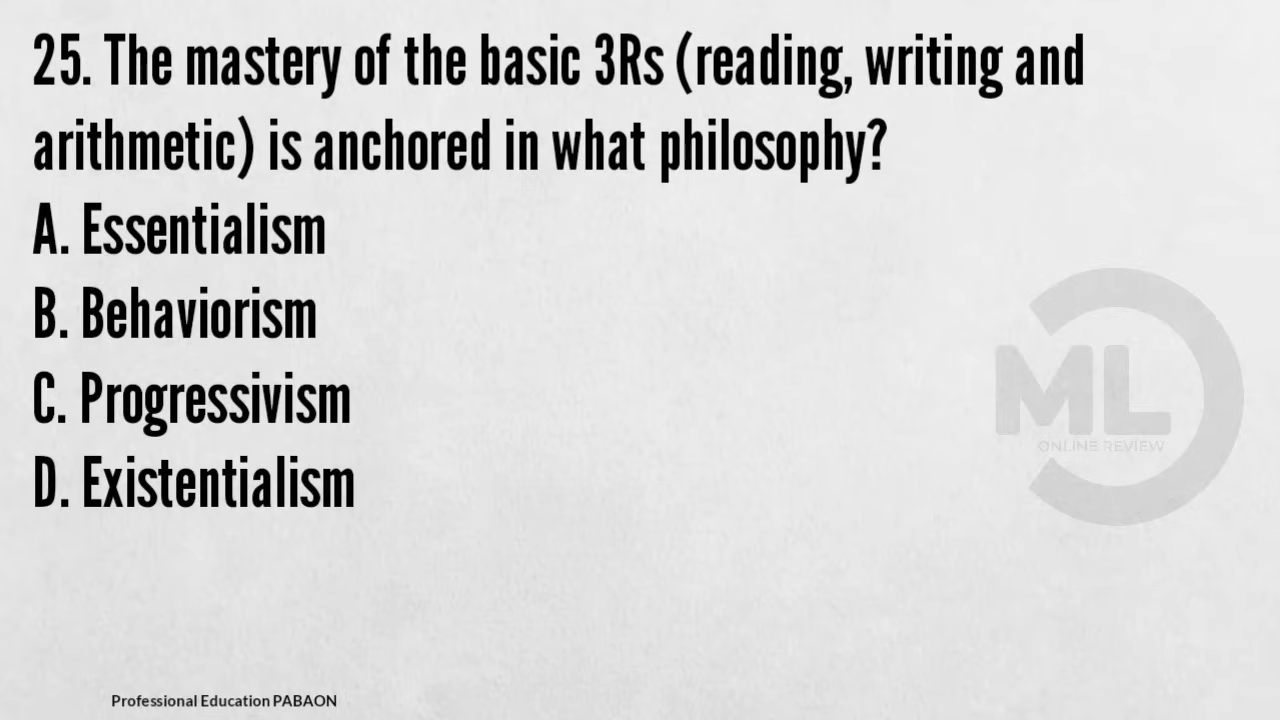 25. The mastery of the basic 3Rs (reading, writing and
arithmetic) is anchored in what philosophy?
A. Essentialism
B. Behaviorism
C. Progressivism
D. Existentialism
ML
ONLINE REVIEW
Professional Education PABAON